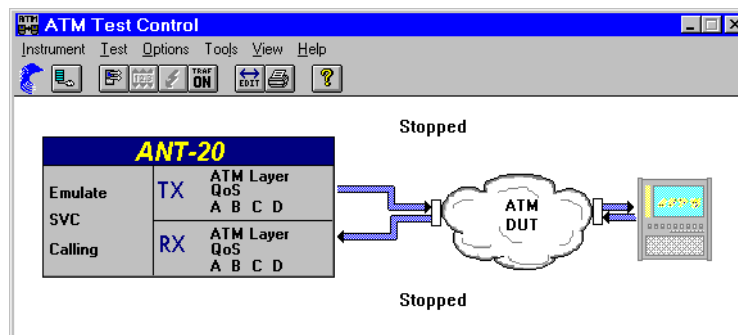 ATM Test Control
Instrument Test Options Tools View Help
TRAF
ON
EDIT
?
Stopped
ANT-20
Emulate
SVC
Calling
TX
ATM Layer
QoS
A B C D
RX
ATM Layer
QoS
A B C D
ATM
DUT
Stopped